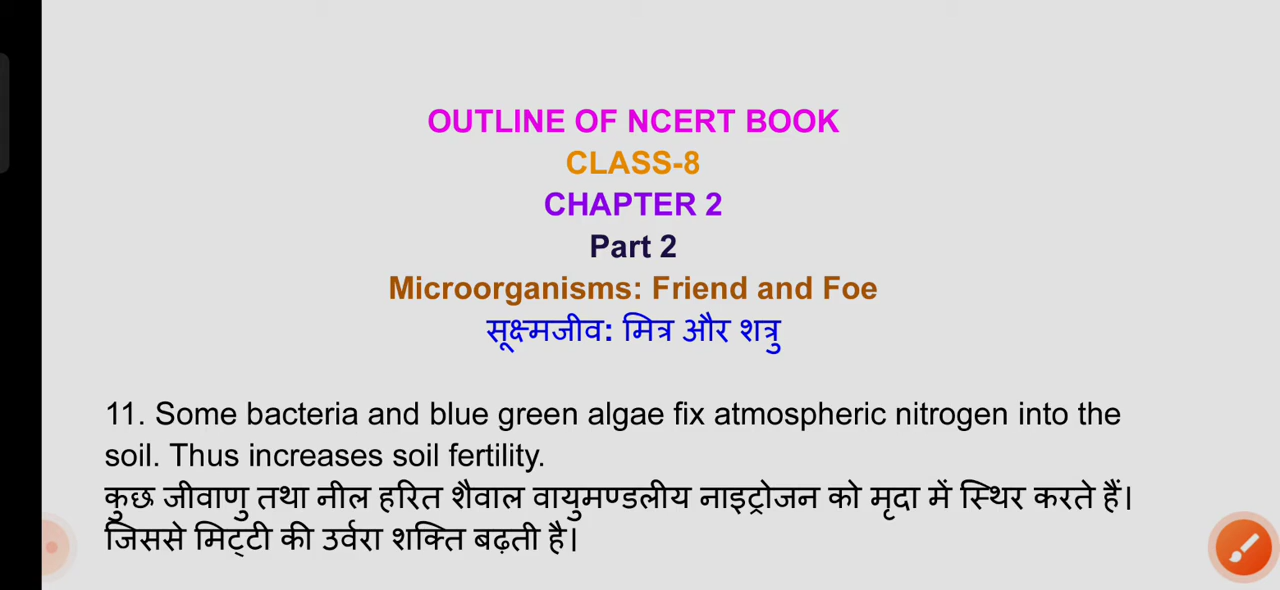 OUTLINE OF NCERT BOOK
CLASS-8
CHAPTER 2
Part 2
Microorganisms: Friend and Foe
सूक्ष्मजीव: मित्र और शत्रु
11. Some bacteria and blue green algae fix atmospheric nitrogen into the
soil. Thus increases soil fertility.
कुछ जीवाणु तथा नील हरित शैवाल वायुमण्डलीय नाइट्रोजन को मृदा में स्थिर करते हैं।
जिससे मिट्टी की उर्वरा शक्ति बढ़ती है।